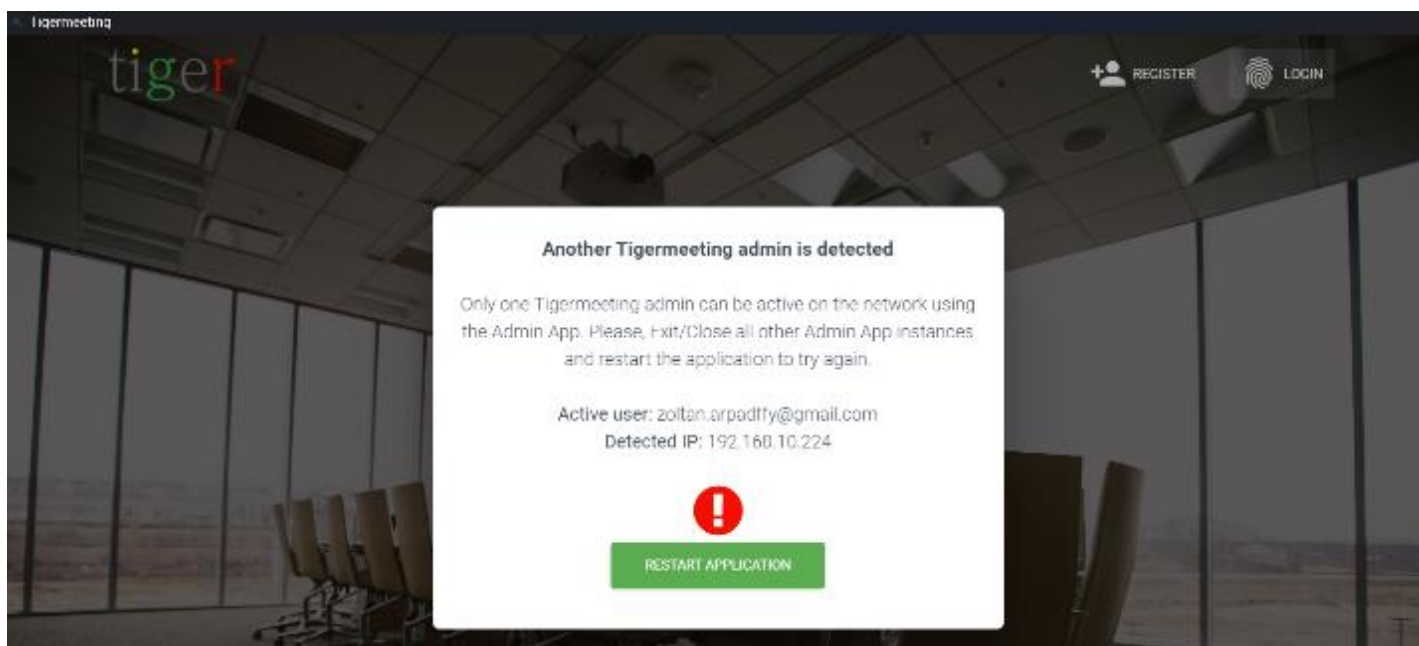 Tigermeeting
tiger
REGISTER
LOGIN
Another Tigermeeting admin is detected
Only one Tigermeeting admin can be active on the network using
the Admin App. Please, Exit/Close all other Admin App instances
and restart the application to try again.
Active user: zoltan.arpadffy@gmail.com
Detected IP: 192.168.10.224
RESTART APPLICATION